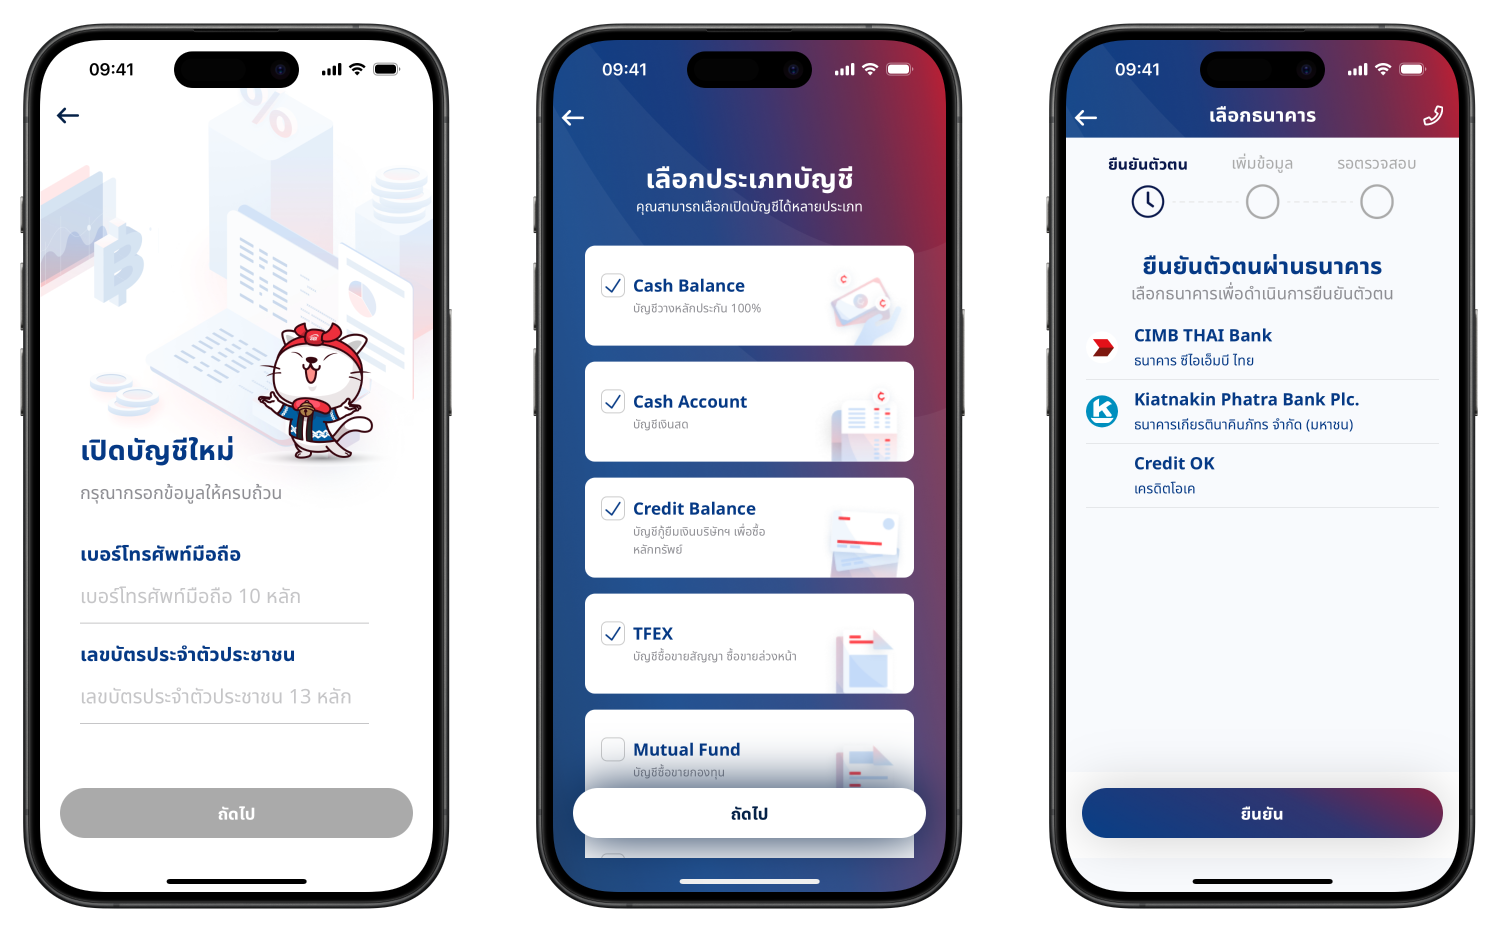 09:41
%
เปิดบัญชีใหม่
กรุณากรอกข้อมูลให้ครบถ้วน
เบอร์โทรศัพท์มือถือ
เบอร์โทรศัพท์มือถือ 10 หลัก
เลขบัตรประจำตัวประชาชน
เลขบัตรประจำตัวประชาชน 13 หลัก
ถัดไป
09:41
เลือกประเภทบัญชี
คุณสามารถเลือกเปิดบัญชีได้หลายประเภท
Cash Balance
บัญชีวางหลักประกัน 100%
Cash Account
บัญชีเงินสด
Credit Balance
บัญชีกู้ยืมเงินบริษัทฯ เพื่อซื้อ
หลักทรัพย์
TFEX
บัญชีซื้อขายสัญญา ซื้อขายล่วงหน้า
Mutual Fund
บัญชีซื้อขายกองทุน
ถัดไป
09:41
เลือกธนาคาร
ยืนยันตัวตน
เพิ่มข้อมูล
รอตรวจสอบ
ยืนยันตัวตนผ่านธนาคาร
เลือกธนาคารเพื่อดำเนินการยืนยันตัวตน
CIMB THAI Bank
ธนาคาร ซีไอเอ็มบี ไทย
Kiatnakin Phatra Bank Plc.
ธนาคารเกียรตินาคินภัทร จำกัด (มหาชน)
Credit OK
เครดิตโอเค
ยืนยัน